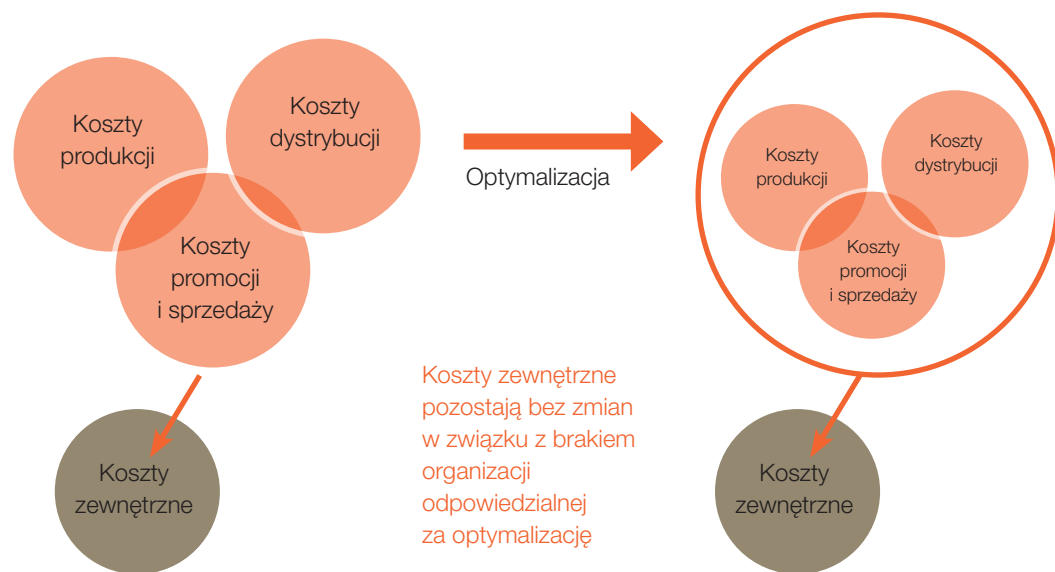 Koszty
produkcji
Koszty
dystrybucji
Koszty
promocji
i sprzedaży
Koszty
zewnętrzne
Optymalizacja
Koszty zewnętrzne
pozostają bez zmian
w związku z brakiem
organizacji
odpowiedzialnej
za optymalizację
Koszty
produkcji
Koszty
dystrybucji
Koszty
promocji
i sprzedaży
Koszty
zewnętrzne